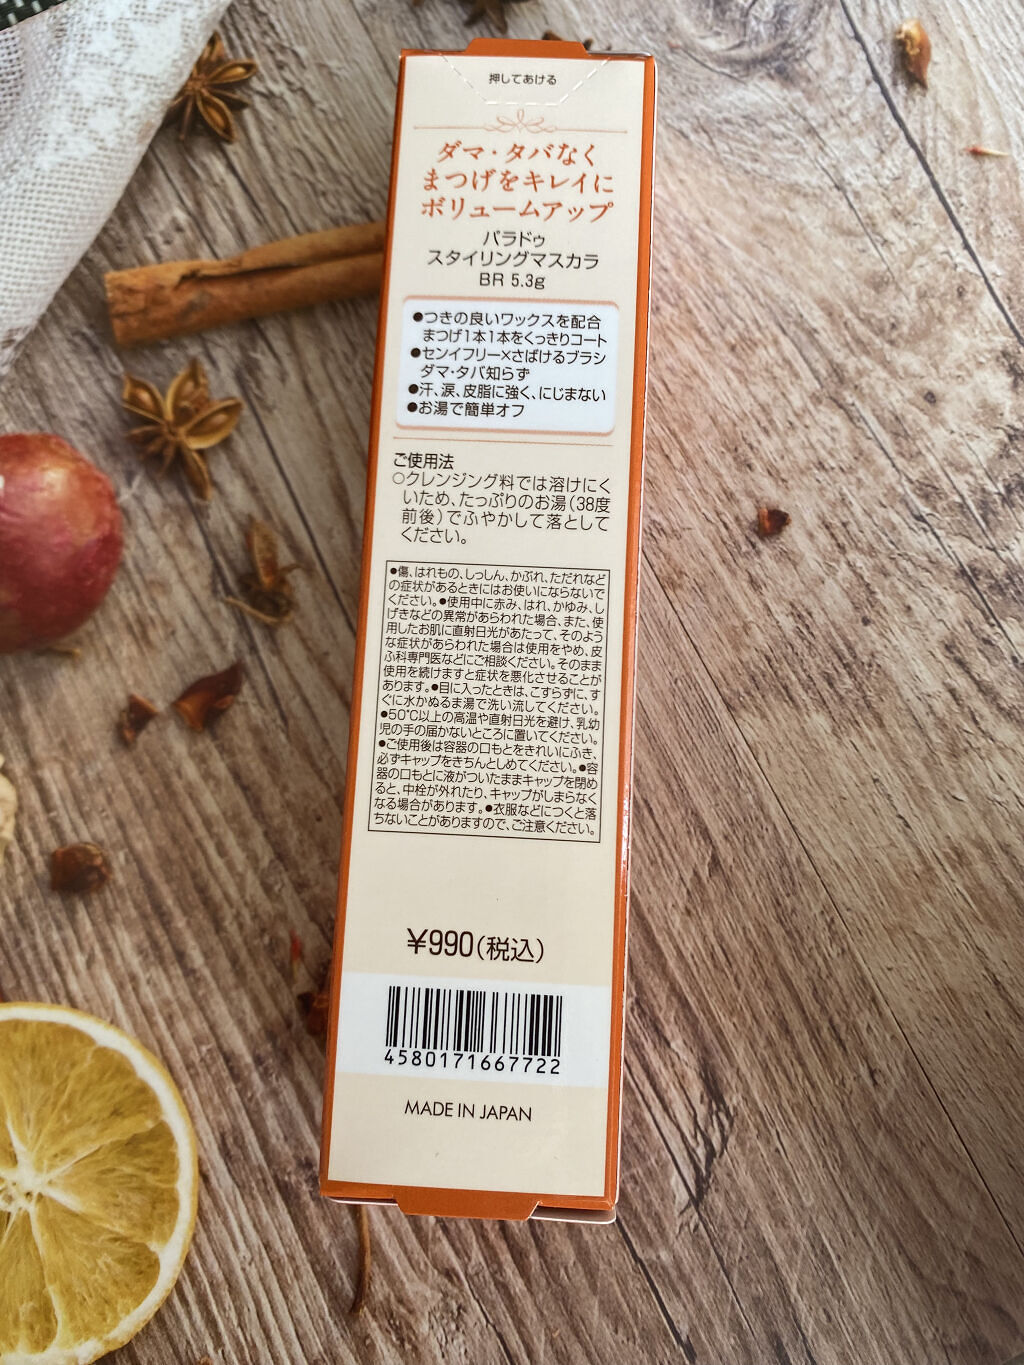 押してあける
ダマ・タバなく
まつげをキレイに
ボリュームアップ
パラドゥ
スタイリングマスカラ
BR 5.3g
●つきの良いワックスを配合
まつげ1本1本をくっきりコート
●センイフリー×さばけるブラシ
ダマ・タバ知らず
●汗、涙、皮脂に強く、にじまない
●お湯で簡単オフ
ご使用法
○クレンジング料では溶けにく
いため、たっぷりのお湯(38度
前後)でふやかして落として
ください。
●傷、はれもの、しっしん、かぶれ、ただれなど
の症状があるときにはお使いにならないで
ください。●使用中に赤み、はれ、かゆみ、し
げきなどの異常があらわれた場合、また、使
用したお肌に直射日光があたって、そのよう
な症状があらわれた場合は使用をやめ、皮
ふ科専門医などにご相談ください。そのまま
使用を続けますと症状を悪化させることが
あります。●目に入ったときは、こすらずに、す
ぐに水かぬるま湯で洗い流してください。
●50℃以上の高温や直射日光を避け、乳幼
児の手の届かないところに置いてください。
●ご使用後は容器の口もとをきれいにふき、
必ずキャップをきちんとしめてください。●容
器の口もとに液がついたままキャップを閉め
ると、中栓が外れたり、キャップがしまらなく
なる場合があります。●衣服などにつくと落
ちないことがありますので、ご注意ください。
¥990(税込)
4580171667722
MADE IN JAPAN